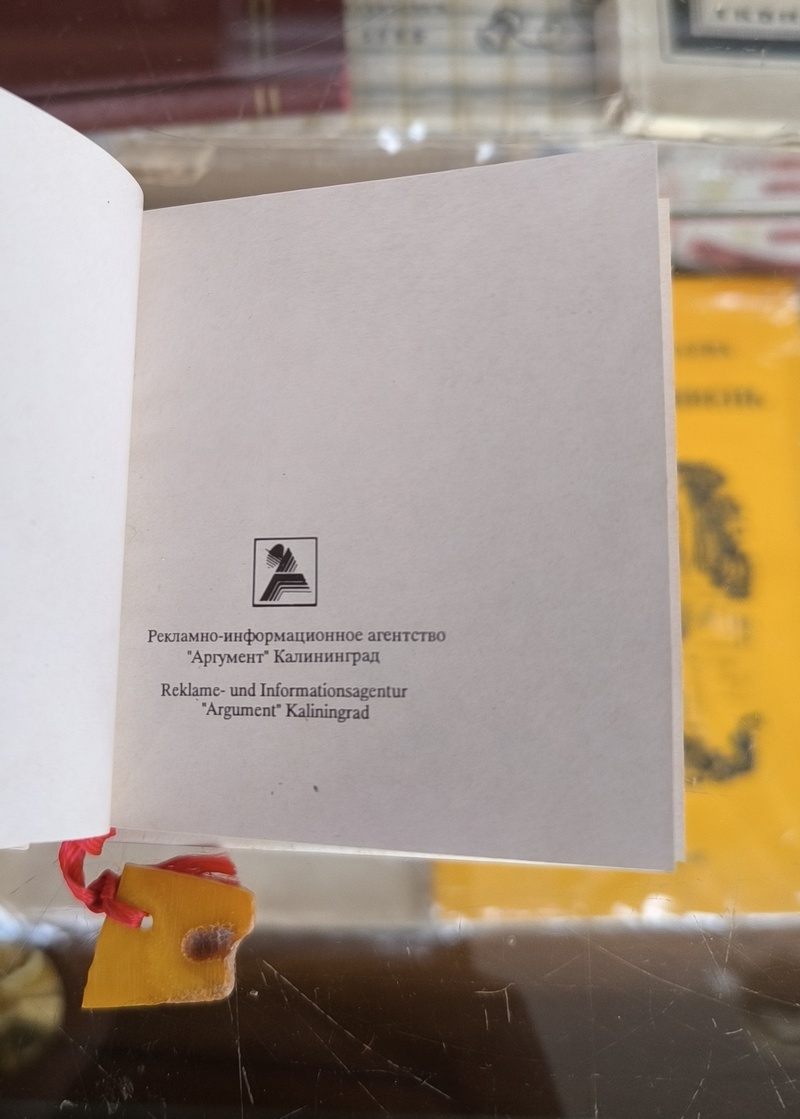 Рекламно-информационное агентство
"Аргумент" Калининград
Reklame- und Informationsagentur
"Argument" Kaliningrad